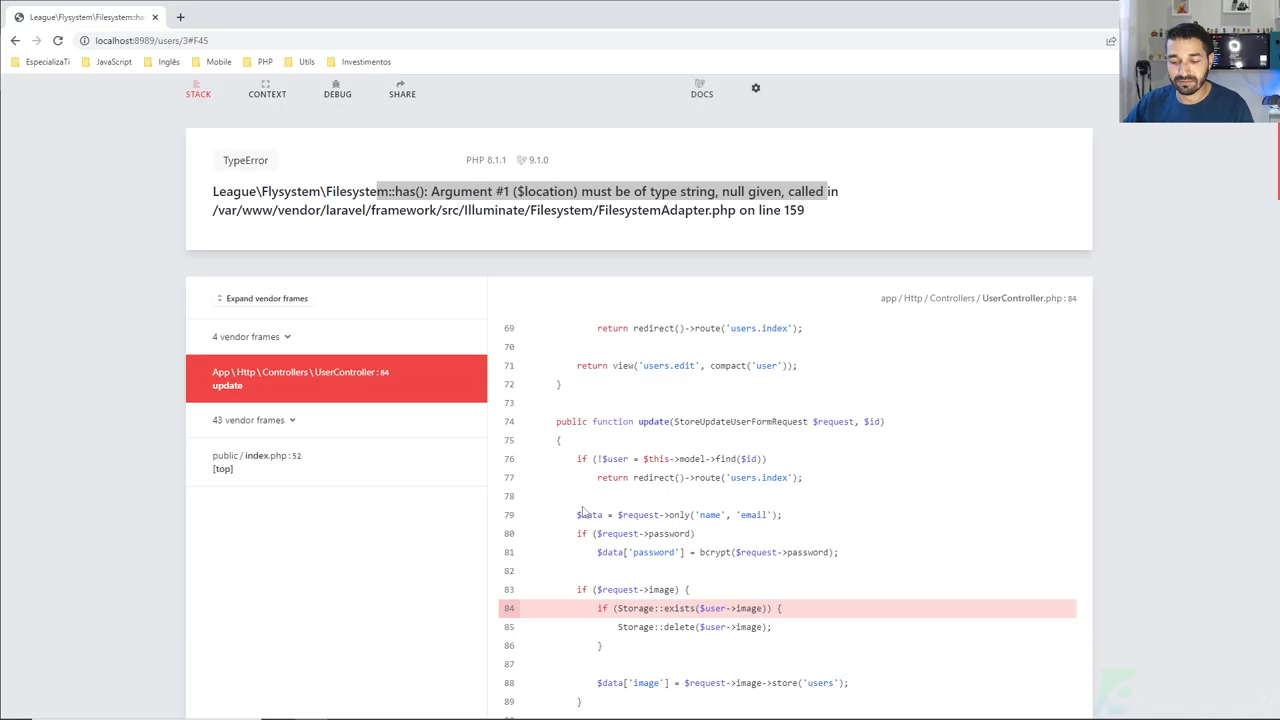 League\Flysystem\Filesystem::has
localhost:8989/users/3#F45
EspecializaTi
JavaScript
Inglês
Mobile
PHP
Utils
Investimentos
STACK
CONTEXT
DEBUG
SHARE
DOCS
TypeError
PHP 8.1.1
9.1.0
League\Flysystem\Filesystem::has(): Argument #1 ($location) must be of type string, null given, called in
/var/www/vendor/laravel/framework/src/Illuminate/Filesystem/FilesystemAdapter.php on line 159
Expand vendor frames
4 vendor frames
App \ Http \ Controllers \ UserController : 84
update
43 vendor frames
public / index.php : 52
[top]
app / Http / Controllers / UserController.php : 84
69 return redirect()->route('users.index');
70
71 return view('users.edit', compact('user'));
72 }
73
74 public function update(StoreUpdateUserFormRequest $request, $id)
75 {
76 if (!$user = $this->model->find($id))
77 return redirect()->route('users.index');
78
79 $data = $request->only('name', 'email');
80 if ($request->password)
81 $data['password'] = bcrypt($request->password);
82
83 if ($request->image) {
84 if (Storage::exists($user->image)) {
85 Storage::delete($user->image);
86 }
87
88 $data['image'] = $request->image->store('users');
89 }